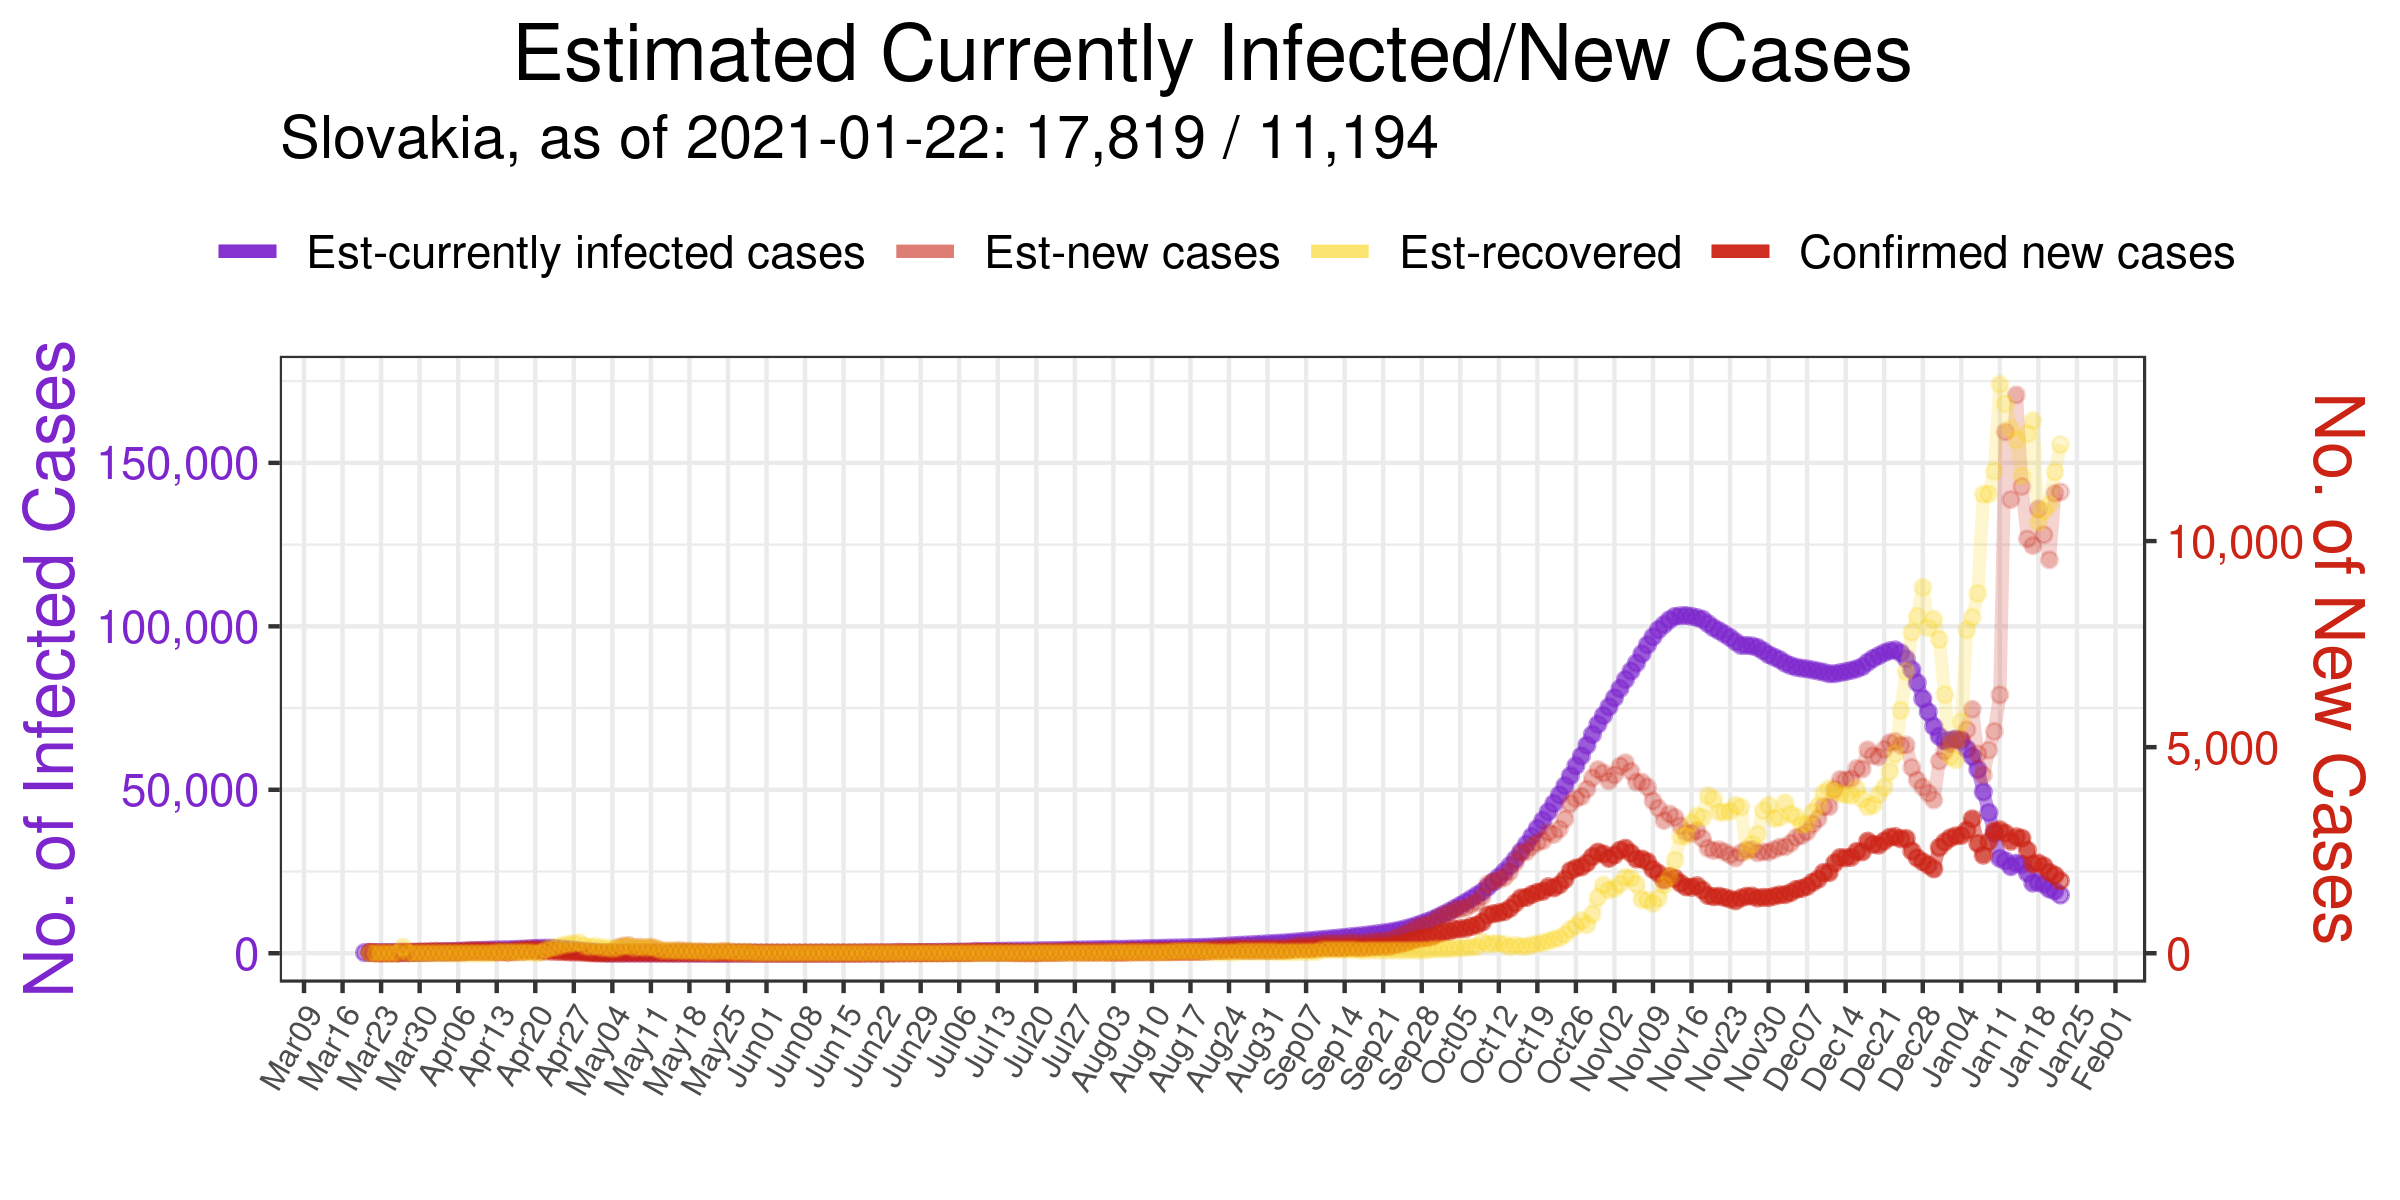 Estimated Currently Infected/New Cases
Slovakia, as of 2021-01-22: 17,819 / 11,194
Est-currently infected cases Est-new cases Est-recovered Confirmed new cases
No. of Infected Cases
150,000
100,000
50,000
0
10,000
5,000
0
No. of New Cases
Mar09 Mar16 Mar23 Mar30 Apr06 Apr13 Apr20 Apr27 May04 May11 May18 May25 Jun01 Jun08 Jun15 Jun22 Jun29 Jul06 Jul13 Jul20 Jul27 Aug03 Aug10 Aug17 Aug24 Aug31 Sep07 Sep14 Sep21 Sep28 Oct05 Oct12 Oct19 Oct26 Nov02 Nov09 Nov16 Nov23 Nov30 Dec07 Dec14 Dec21 Dec28 Jan04 Jan11 Jan18 Jan25 Feb01